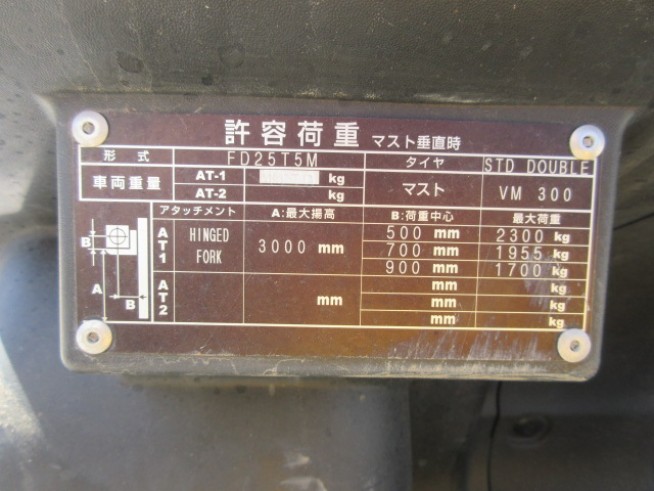 許容荷重 マスト垂直時
形式 FD25T5M タイヤ STD DOUBLE
車両重量 AT-1 kg マスト VM 300
AT-2 kg
アタッチメント A:最大揚高 B:荷重中心 最大荷重
AT1 HINGED FORK 3000 mm 500 mm 2300 kg
700 mm 1955 kg
900 mm 1700 kg
AT2 mm mm kg
mm kg
mm kg
B
A
B